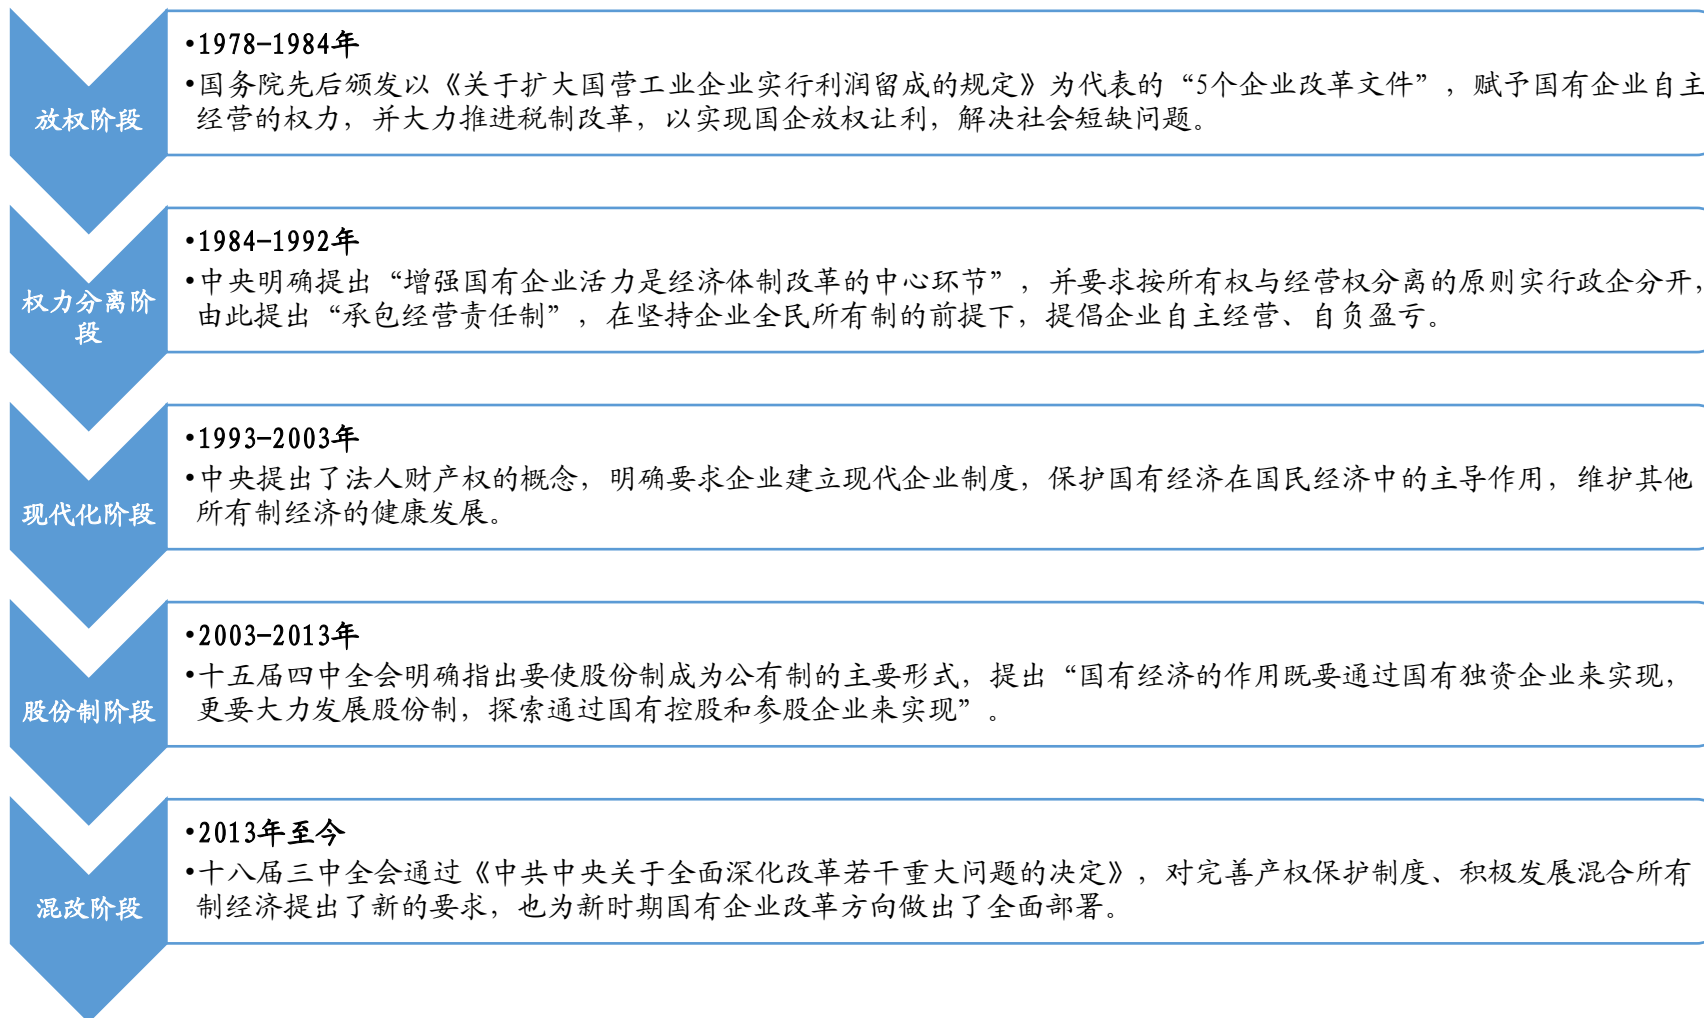 放权阶段
•1978-1984年
•国务院先后颁发以《关于扩大国营工业企业实行利润留成的规定》为代表的“5个企业改革文件”，赋予国有企业自主
经营的权力，并大力推进税制改革，以实现国企放权让利，解决社会短缺问题。
权力分离阶
段
•1984-1992年
•中央明确提出“增强国有企业活力是经济体制改革的中心环节”，并要求按所有权与经营权分离的原则实行政企分开，
由此提出“承包经营责任制”，在坚持企业全民所有制的前提下，提倡企业自主经营、自负盈亏。
现代化阶段
•1993-2003年
•中央提出了法人财产权的概念，明确要求企业建立现代企业制度，保护国有经济在国民经济中的主导作用，维护其他
所有制经济的健康发展。
股份制阶段
•2003-2013年
•十五届四中全会明确指出要使股份制成为公有制的主要形式，提出“国有经济的作用既要通过国有独资企业来实现，
更要大力发展股份制，探索通过国有控股和参股企业来实现”。
混改阶段
•2013年至今
•十八届三中全会通过《中共中央关于全面深化改革若干重大问题的决定》，对完善产权保护制度、积极发展混合所有
制经济提出了新的要求，也为新时期国有企业改革方向做出了全面部署。